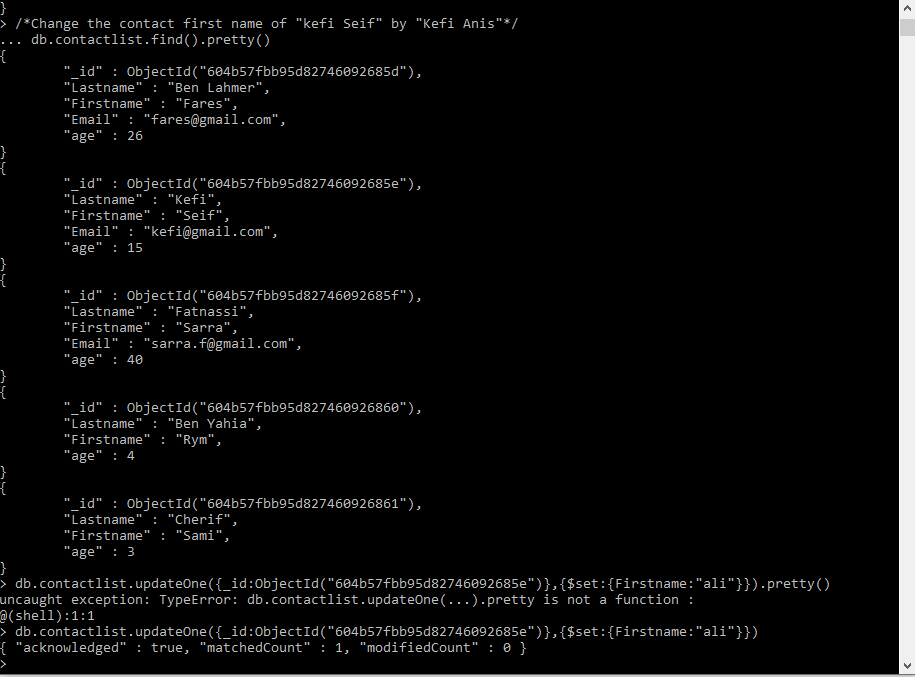 }
> /*Change the contact first name of "kefi Seif" by "Kefi Anis"*/
... db.contactlist.find().pretty()
{
        "_id" : ObjectId("604b57fbb95d82746092685d"),
        "Lastname" : "Ben Lahmer",
        "Firstname" : "Fares",
        "Email" : "fares@gmail.com",
        "age" : 26
}
{
        "_id" : ObjectId("604b57fbb95d82746092685e"),
        "Lastname" : "Kefi",
        "Firstname" : "Seif",
        "Email" : "kefi@gmail.com",
        "age" : 15
}
{
        "_id" : ObjectId("604b57fbb95d82746092685f"),
        "Lastname" : "Fatnassi",
        "Firstname" : "Sarra",
        "Email" : "sarra.f@gmail.com",
        "age" : 40
}
{
        "_id" : ObjectId("604b57fbb95d827460926860"),
        "Lastname" : "Ben Yahia",
        "Firstname" : "Rym",
        "age" : 4
}
{
        "_id" : ObjectId("604b57fbb95d827460926861"),
        "Lastname" : "Cherif",
        "Firstname" : "Sami",
        "age" : 3
}
> db.contactlist.updateOne({_id:ObjectId("604b57fbb95d82746092685e")},{$set:{Firstname:"ali"}}).pretty()
uncaught exception: TypeError: db.contactlist.updateOne(...).pretty is not a function :
@(shell):1:1
> db.contactlist.updateOne({_id:ObjectId("604b57fbb95d82746092685e")},{$set:{Firstname:"ali"}})
{ "acknowledged" : true, "matchedCount" : 1, "modifiedCount" : 0 }
>